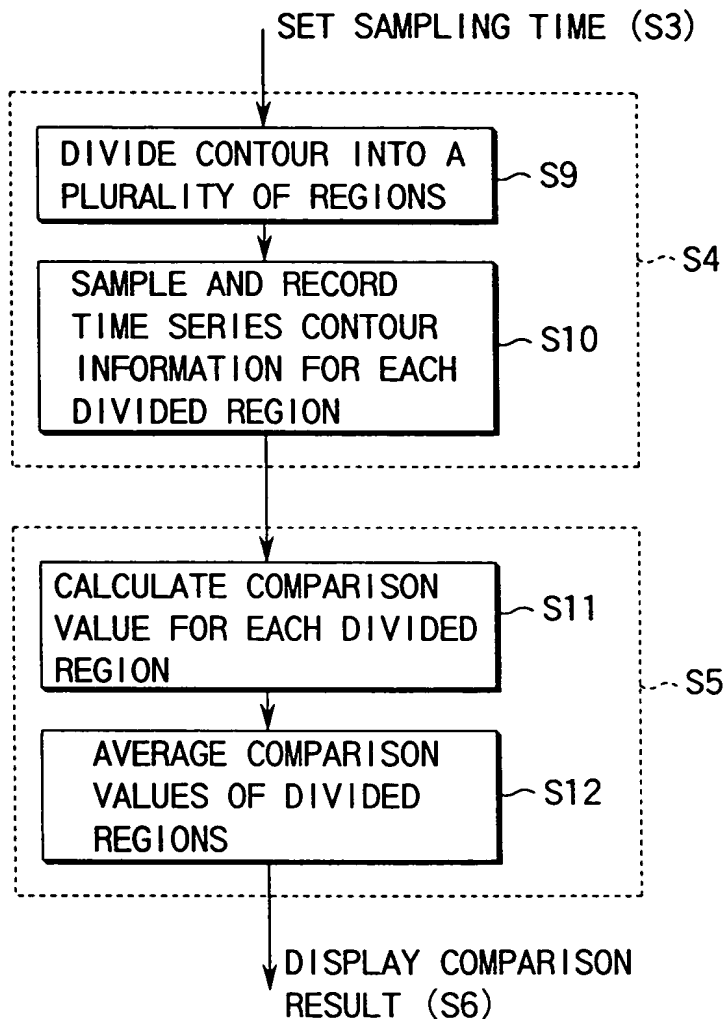 SET SAMPLING TIME (S3)
DIVIDE CONTOUR INTO A
PLURALITY OF REGIONS
S9
S4
SAMPLE AND RECORD
TIME SERIES CONTOUR
INFORMATION FOR EACH
DIVIDED REGION
S10
CALCULATE COMPARISON
VALUE FOR EACH DIVIDED
REGION
S11
S5
AVERAGE COMPARISON
VALUES OF DIVIDED
REGIONS
S12
DISPLAY COMPARISON
RESULT (S6)